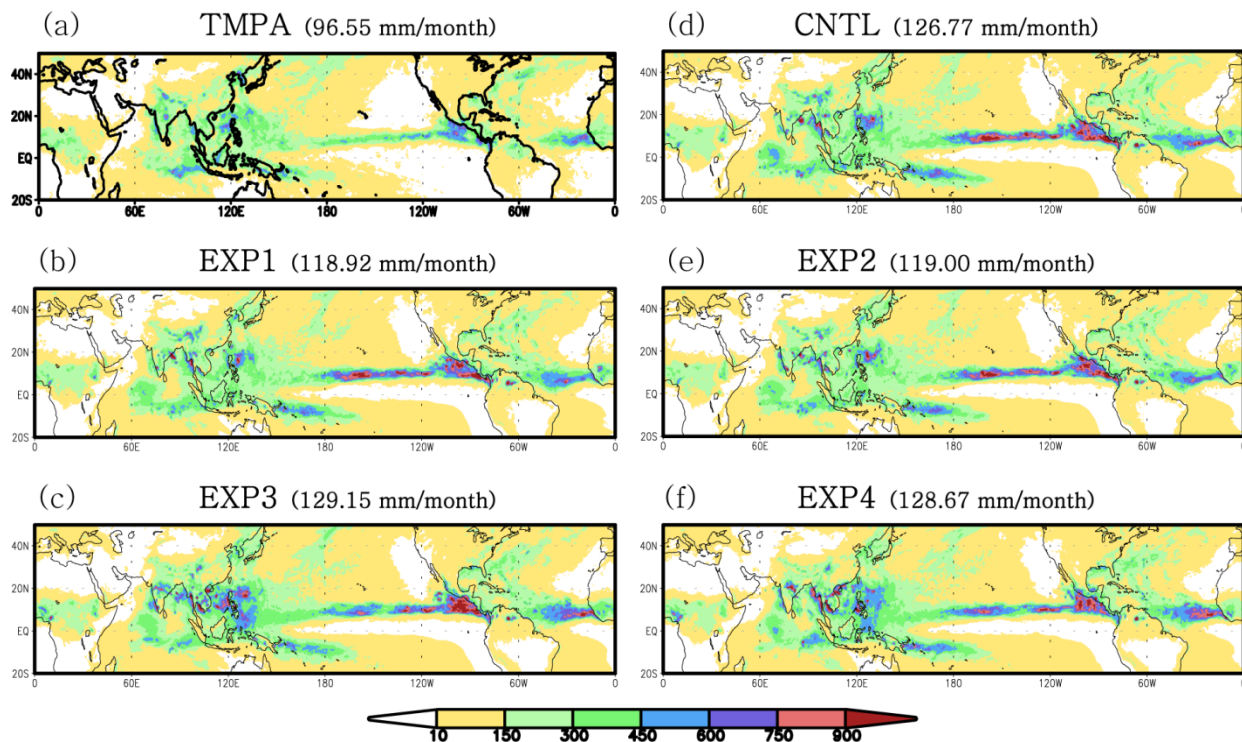 (a) TMPA (96.55 mm/month)
40N
20N
EQ
20S
0 60E 120E 180 120W 60W 0
(d) CNTL (126.77 mm/month)
40N
20N
EQ
20S
0 60E 120E 180 120W 60W 0
(b) EXP1 (118.92 mm/month)
40N
20N
EQ
20S
0 60E 120E 180 120W 60W 0
(e) EXP2 (119.00 mm/month)
40N
20N
EQ
20S
0 60E 120E 180 120W 60W 0
(c) EXP3 (129.15 mm/month)
40N
20N
EQ
20S
0 60E 120E 180 120W 60W 0
(f) EXP4 (128.67 mm/month)
40N
20N
EQ
20S
0 60E 120E 180 120W 60W 0
10 150 300 450 600 750 900